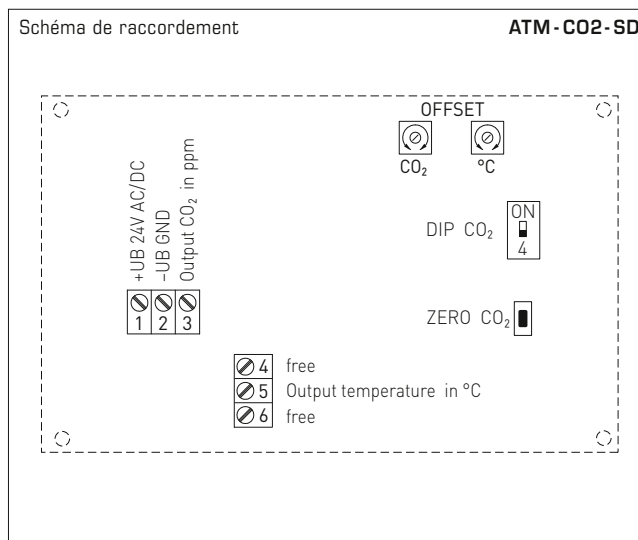 Schéma de raccordement
ATM-CO2-SD
OFFSET
CO₂
°C
+UB 24V AC/DC
−UB GND
Output CO₂ in ppm
DIP CO₂
ON
4
1 2 3
ZERO CO₂
4 free
5 Output temperature in °C
6 free